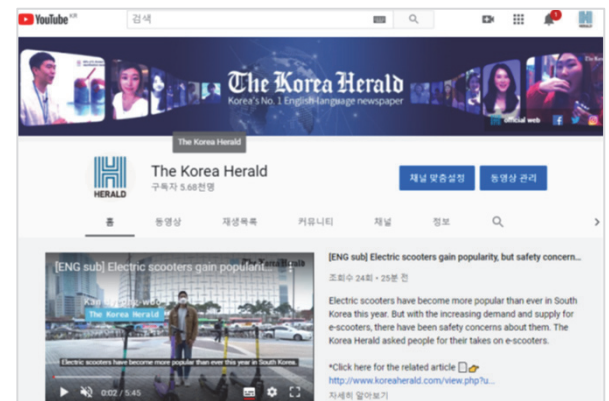 YouTube KR
검색
The Korea Herald
Korea's No. 1 English-language newspaper
official web
The Korea Herald
The Korea Herald
구독자 5.68천명
HERALD
채널 맞춤설정
동영상 관리
홈 동영상 재생목록 커뮤니티 채널 정보
[ENG sub] Electric scooters gain popularit...
The Korea Herald
The Korea Herald
Electric scooters have become more popular than ever this year in South Korea
0:02 / 5:45
[ENG sub] Electric scooters gain popularity, but safety concern...
조회수 24회 • 25분 전
Electric scooters have become more popular than ever in South
Korea this year. But with the increasing demand and supply for
e-scooters, there have been safety concerns about them. The
Korea Herald asked people for their takes on e-scooters.
*Click here for the related article
http://www.koreaherald.com/view.php?u...
자세히 알아보기